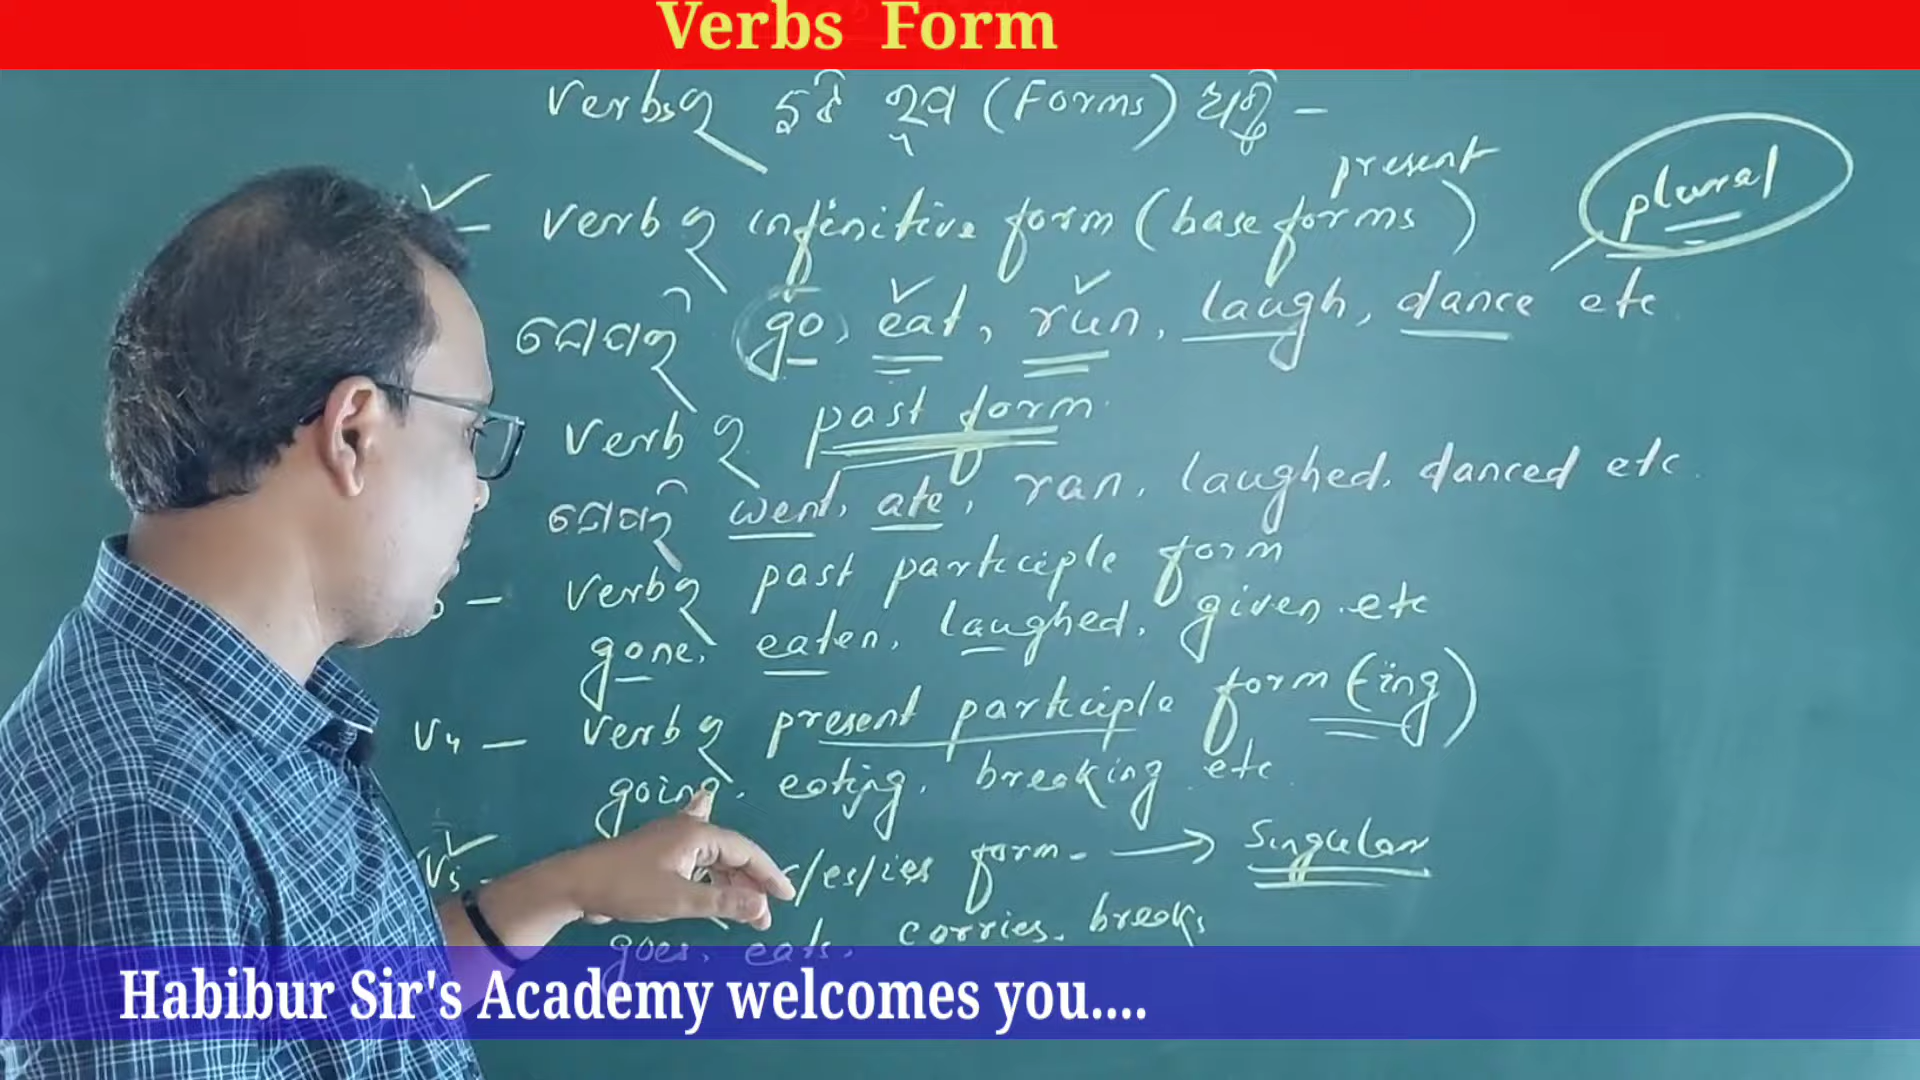 Verbs Form
Verbsର (Forms) ଅଛି -
present
plural
verbର infinitive form (base forms)
ଯେପରି go, eat, run, laugh, dance etc
verbର past form
ଯେପରି went, ate, ran, laughed, danced etc.
verbର past participle form
gone, eaten, laughed, given. etc
V4 - verbର present participle form (-ing)
going, eating, breaking etc.
V5 - s/es/ies form - → Singular
goes, eats, carries, breaks
Habibur Sir's Academy welcomes you....